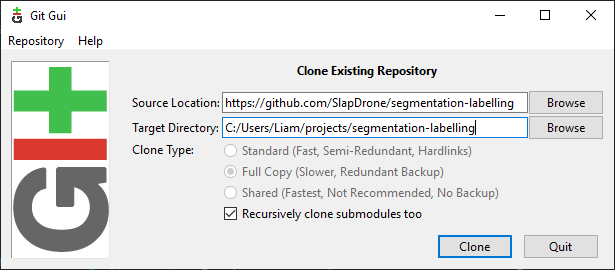 Git Gui
Repository Help
Clone Existing Repository
Source Location: https://github.com/SlapDrone/segmentation-labelling Browse
Target Directory: C:/Users/Liam/projects/segmentation-labelling Browse
Clone Type: Standard (Fast, Semi-Redundant, Hardlinks)
Full Copy (Slower, Redundant Backup)
Shared (Fastest, Not Recommended, No Backup)
Recursively clone submodules too
Clone Quit